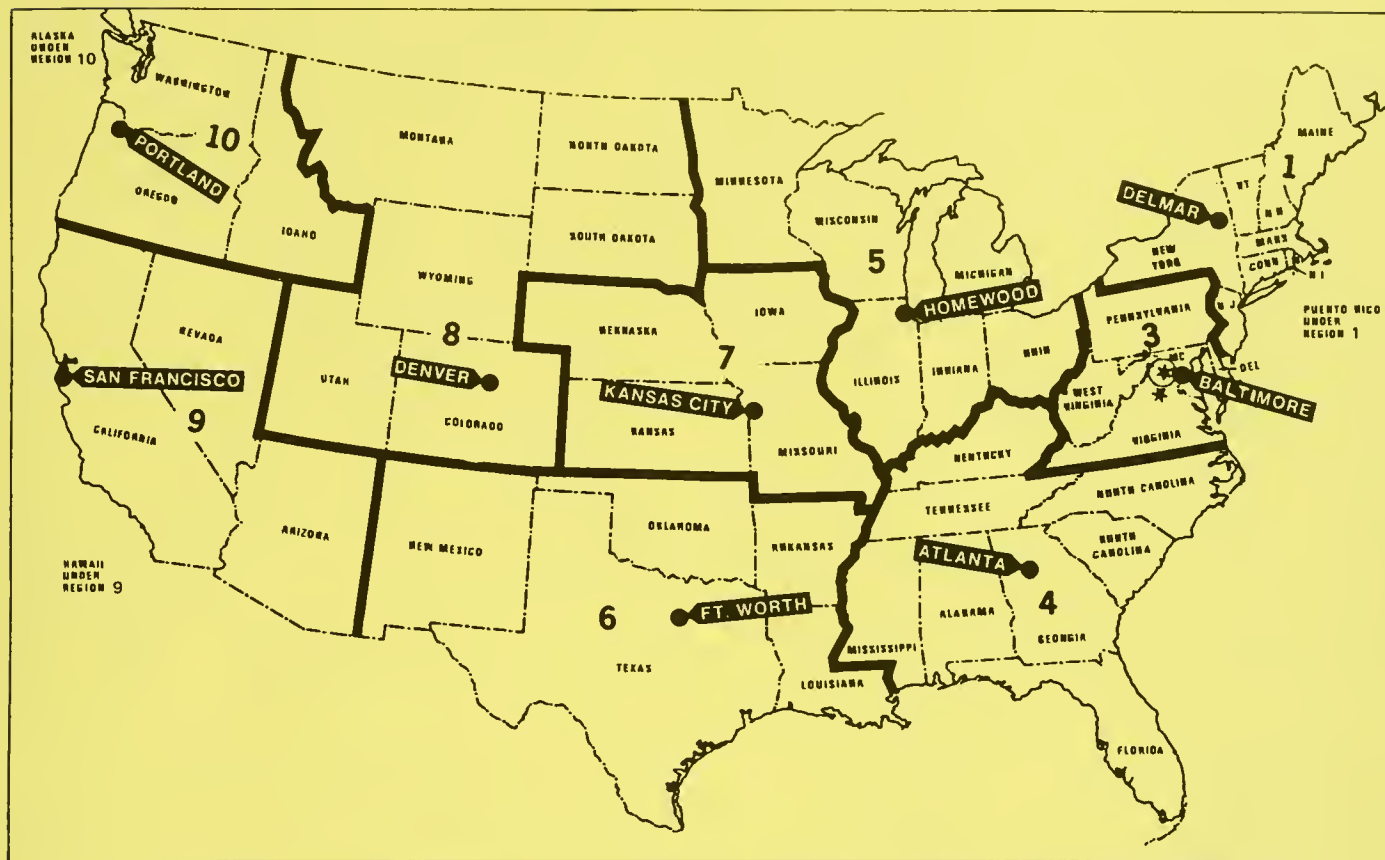 ALASKA
UNDER
REGION 10
WASHINGTON
10
PORTLAND
OREGON
IDAHO
MONTANA
NORTH DAKOTA
MINNESOTA
SOUTH DAKOTA
WYOMING
WISCONSIN
5
MICHIGAN
MAINE
1
VT
NH
DELMAR
NEW
YORK
MASS
CONN
RI
PUERTO RICO
UNDER
REGION 1
NJ
PENNSYLVANIA
3
DEL
BALTIMORE
WEST
VIRGINIA
VIRGINIA
HOMEWOOD
IOWA
NEBRASKA
7
ILLINOIS
INDIANA
OHIO
NEVADA
8
UTAH
DENVER
COLORADO
SAN FRANCISCO
9
CALIFORNIA
KANSAS CITY
KANSAS
MISSOURI
KENTUCKY
TENNESSEE
NORTH CAROLINA
SOUTH
CAROLINA
ARIZONA
NEW MEXICO
OKLAHOMA
ARKANSAS
ATLANTA
4
ALABAMA
GEORGIA
HAWAII
UNDER
REGION 9
6
FT. WORTH
TEXAS
MISSISSIPPI
LOUISIANA
FLORIDA